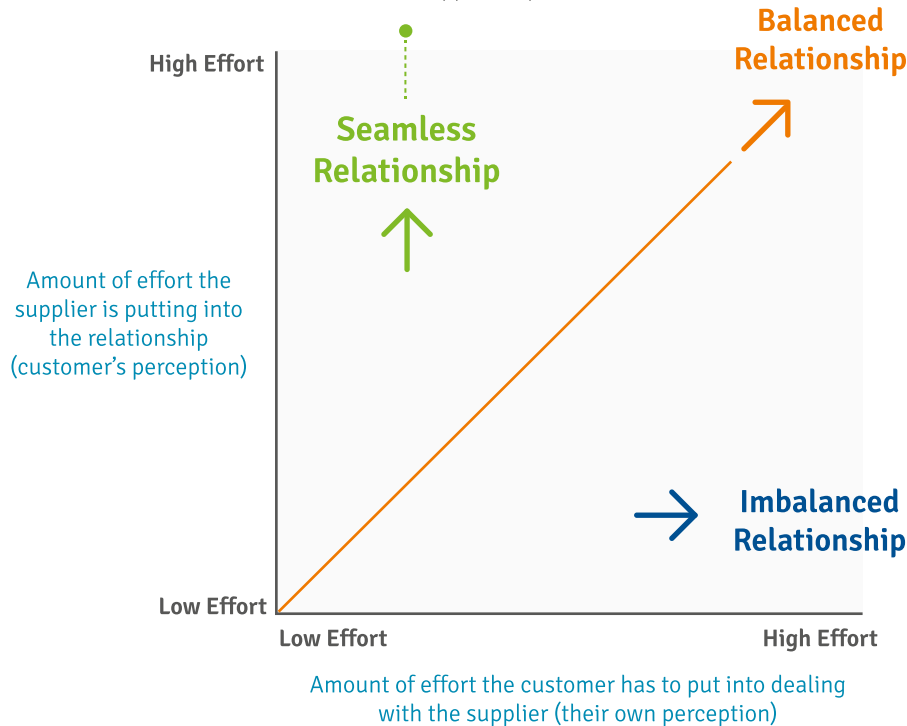 Balanced
Relationship
High Effort
Seamless
Relationship
Amount of effort the
supplier is putting into
the relationship
(customer’s perception)
Imbalanced
Relationship
Low Effort
Low Effort
High Effort
Amount of effort the customer has to put into dealing
with the supplier (their own perception)